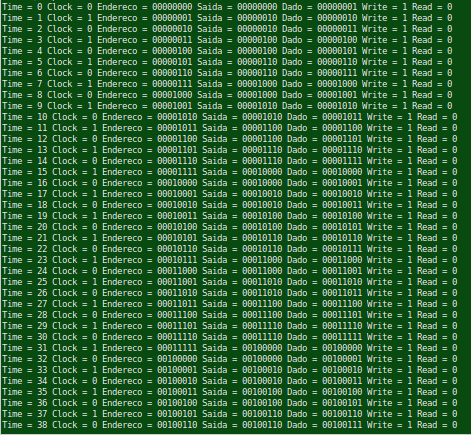 Time = 0 Clock = 0 Endereco = 00000000 Saida = 00000000 Dado = 00000001 Write = 1 Read = 0
Time = 1 Clock = 1 Endereco = 00000001 Saida = 00000010 Dado = 00000010 Write = 1 Read = 0
Time = 2 Clock = 0 Endereco = 00000010 Saida = 00000010 Dado = 00000011 Write = 1 Read = 0
Time = 3 Clock = 1 Endereco = 00000011 Saida = 00000100 Dado = 00000100 Write = 1 Read = 0
Time = 4 Clock = 0 Endereco = 00000100 Saida = 00000100 Dado = 00000101 Write = 1 Read = 0
Time = 5 Clock = 1 Endereco = 00000101 Saida = 00000110 Dado = 00000110 Write = 1 Read = 0
Time = 6 Clock = 0 Endereco = 00000110 Saida = 00000110 Dado = 00000111 Write = 1 Read = 0
Time = 7 Clock = 1 Endereco = 00000111 Saida = 00001000 Dado = 00001000 Write = 1 Read = 0
Time = 8 Clock = 0 Endereco = 00001000 Saida = 00001000 Dado = 00001001 Write = 1 Read = 0
Time = 9 Clock = 1 Endereco = 00001001 Saida = 00001010 Dado = 00001010 Write = 1 Read = 0
Time = 10 Clock = 0 Endereco = 00001010 Saida = 00001010 Dado = 00001011 Write = 1 Read = 0
Time = 11 Clock = 1 Endereco = 00001011 Saida = 00001100 Dado = 00001100 Write = 1 Read = 0
Time = 12 Clock = 0 Endereco = 00001100 Saida = 00001100 Dado = 00001101 Write = 1 Read = 0
Time = 13 Clock = 1 Endereco = 00001101 Saida = 00001110 Dado = 00001110 Write = 1 Read = 0
Time = 14 Clock = 0 Endereco = 00001110 Saida = 00001110 Dado = 00001111 Write = 1 Read = 0
Time = 15 Clock = 1 Endereco = 00001111 Saida = 00010000 Dado = 00010000 Write = 1 Read = 0
Time = 16 Clock = 0 Endereco = 00010000 Saida = 00010000 Dado = 00010001 Write = 1 Read = 0
Time = 17 Clock = 1 Endereco = 00010001 Saida = 00010010 Dado = 00010010 Write = 1 Read = 0
Time = 18 Clock = 0 Endereco = 00010010 Saida = 00010010 Dado = 00010011 Write = 1 Read = 0
Time = 19 Clock = 1 Endereco = 00010011 Saida = 00010100 Dado = 00010100 Write = 1 Read = 0
Time = 20 Clock = 0 Endereco = 00010100 Saida = 00010100 Dado = 00010101 Write = 1 Read = 0
Time = 21 Clock = 1 Endereco = 00010101 Saida = 00010110 Dado = 00010110 Write = 1 Read = 0
Time = 22 Clock = 0 Endereco = 00010110 Saida = 00010110 Dado = 00010111 Write = 1 Read = 0
Time = 23 Clock = 1 Endereco = 00010111 Saida = 00011000 Dado = 00011000 Write = 1 Read = 0
Time = 24 Clock = 0 Endereco = 00011000 Saida = 00011000 Dado = 00011001 Write = 1 Read = 0
Time = 25 Clock = 1 Endereco = 00011001 Saida = 00011010 Dado = 00011010 Write = 1 Read = 0
Time = 26 Clock = 0 Endereco = 00011010 Saida = 00011010 Dado = 00011011 Write = 1 Read = 0
Time = 27 Clock = 1 Endereco = 00011011 Saida = 00011100 Dado = 00011100 Write = 1 Read = 0
Time = 28 Clock = 0 Endereco = 00011100 Saida = 00011100 Dado = 00011101 Write = 1 Read = 0
Time = 29 Clock = 1 Endereco = 00011101 Saida = 00011110 Dado = 00011110 Write = 1 Read = 0
Time = 30 Clock = 0 Endereco = 00011110 Saida = 00011110 Dado = 00011111 Write = 1 Read = 0
Time = 31 Clock = 1 Endereco = 00011111 Saida = 00100000 Dado = 00100000 Write = 1 Read = 0
Time = 32 Clock = 0 Endereco = 00100000 Saida = 00100000 Dado = 00100001 Write = 1 Read = 0
Time = 33 Clock = 1 Endereco = 00100001 Saida = 00100010 Dado = 00100010 Write = 1 Read = 0
Time = 34 Clock = 0 Endereco = 00100010 Saida = 00100010 Dado = 00100011 Write = 1 Read = 0
Time = 35 Clock = 1 Endereco = 00100011 Saida = 00100100 Dado = 00100100 Write = 1 Read = 0
Time = 36 Clock = 0 Endereco = 00100100 Saida = 00100100 Dado = 00100101 Write = 1 Read = 0
Time = 37 Clock = 1 Endereco = 00100101 Saida = 00100110 Dado = 00100110 Write = 1 Read = 0
Time = 38 Clock = 0 Endereco = 00100110 Saida = 00100110 Dado = 00100111 Write = 1 Read = 0